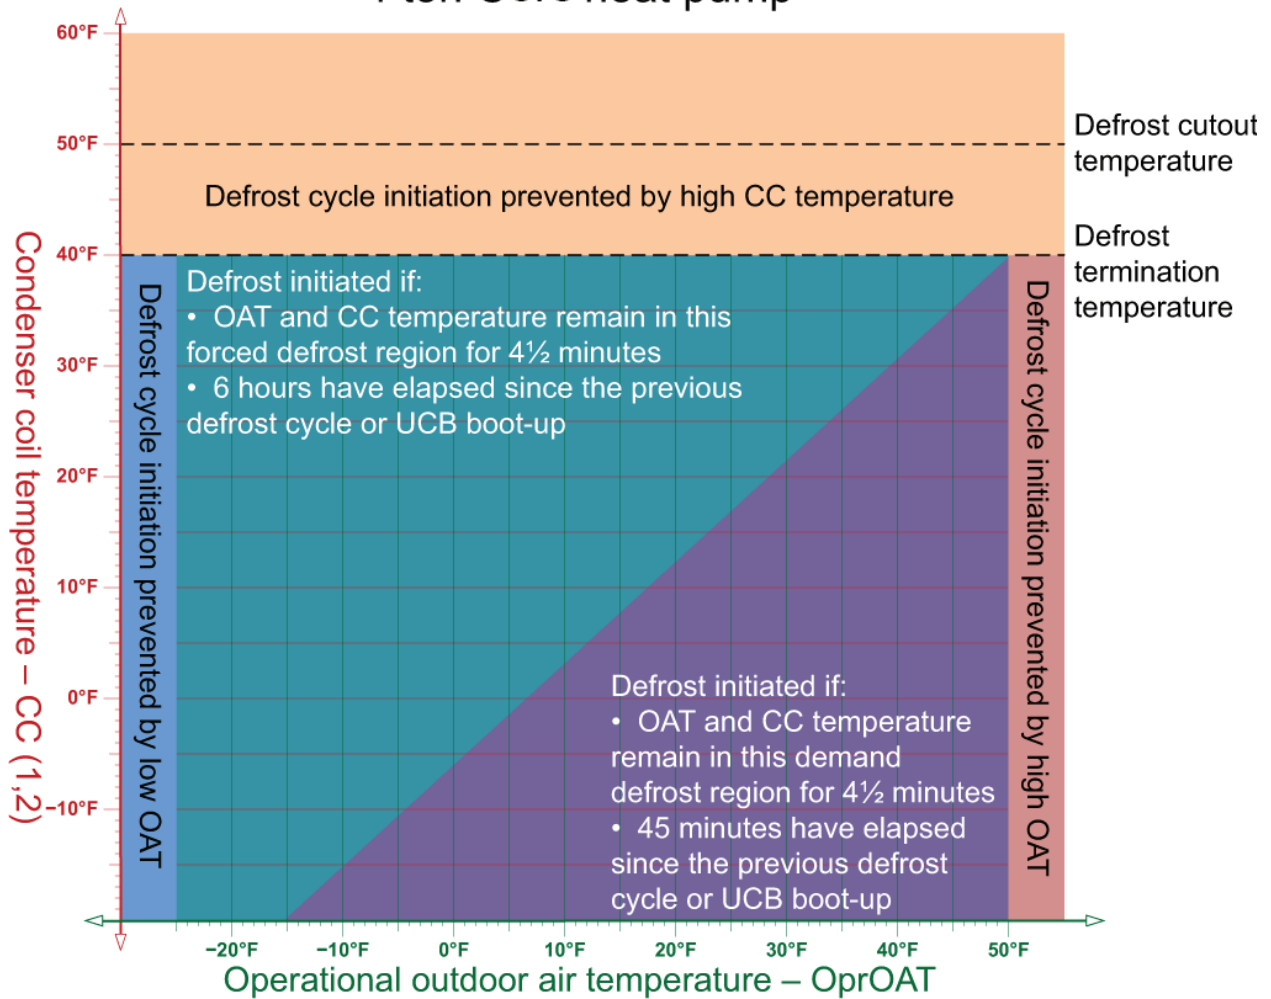 heat pump
60°F
50°F
40°F
30°F
20°F
10°F
0°F
−10°F
Condenser coil temperature – CC (1,2)
Defrost cutout
temperature
Defrost
termination
temperature
Defrost cycle initiation prevented by high CC temperature
Defrost cycle initiation prevented by low OAT
Defrost initiated if:
• OAT and CC temperature remain in this
forced defrost region for 4½ minutes
• 6 hours have elapsed since the previous
defrost cycle or UCB boot-up
Defrost initiated if:
• OAT and CC temperature
remain in this demand
defrost region for 4½ minutes
• 45 minutes have elapsed
since the previous defrost
cycle or UCB boot-up
Defrost cycle initiation prevented by high OAT
−20°F
−10°F
0°F
10°F
20°F
30°F
40°F
50°F
Operational outdoor air temperature – OprOAT